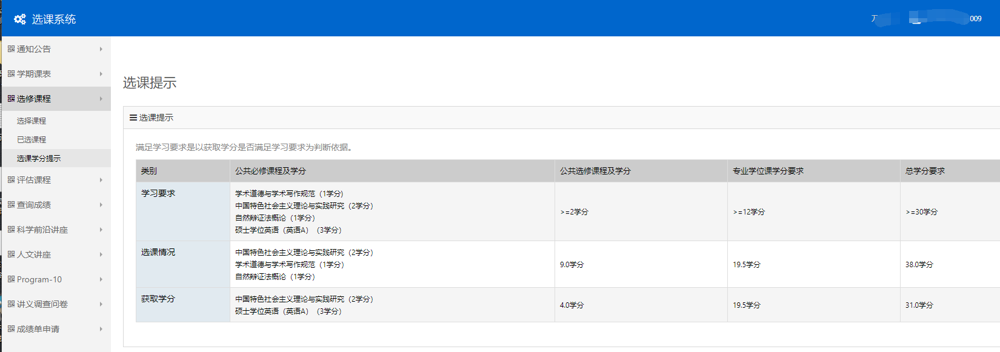 选课系统
009
通知公告
学期课表
选修课程
选择课程
已选课程
选课学分提示
评估课程
查询成绩
科学前沿讲座
人文讲座
Program-10
讲义调查问卷
成绩单申请
选课提示
选课提示
满足学习要求是以获取学分是否满足学习要求为判断依据。
类别 公共必修课程及学分 公共选修课程及学分 专业学位课学分要求 总学分要求
学习要求
学术道德与学术写作规范（1学分)
中国特色社会主义理论与实践研究（2学分）
自然辩证法概论（1学分）
硕士学位英语（英语A）（3学分）
>=2学分 >=12学分 >=30学分
选课情况
中国特色社会主义理论与实践研究（2学分）
学术道德与学术写作规范（1学分）
自然辩证法概论（1学分）
9.0学分 19.5学分 38.0学分
获取学分
中国特色社会主义理论与实践研究（2学分）
硕士学位英语（英语A）（3学分）
4.0学分 19.5学分 31.0学分